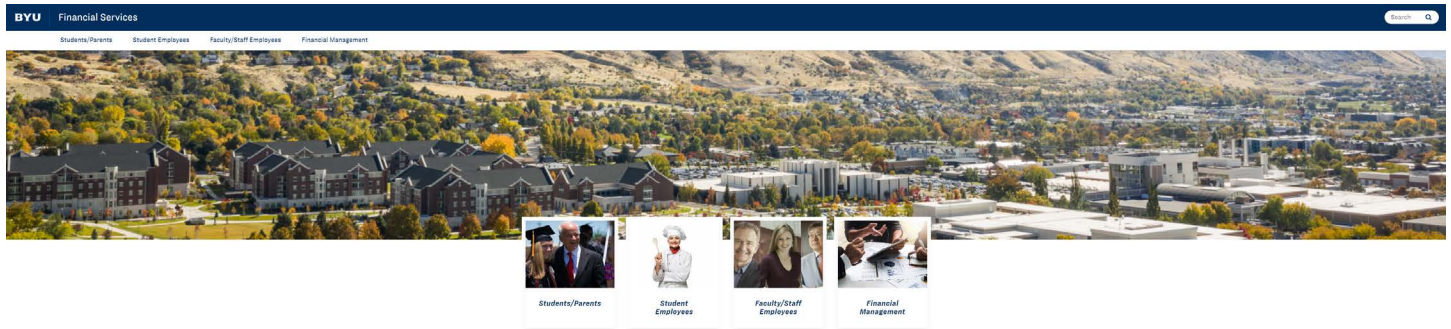 BYU Financial Services Search
Students/Parents Student Employees Faculty/Staff Employees Financial Management
Students/Parents
Student
Employees
Faculty/Staff
Employees
Financial
Management